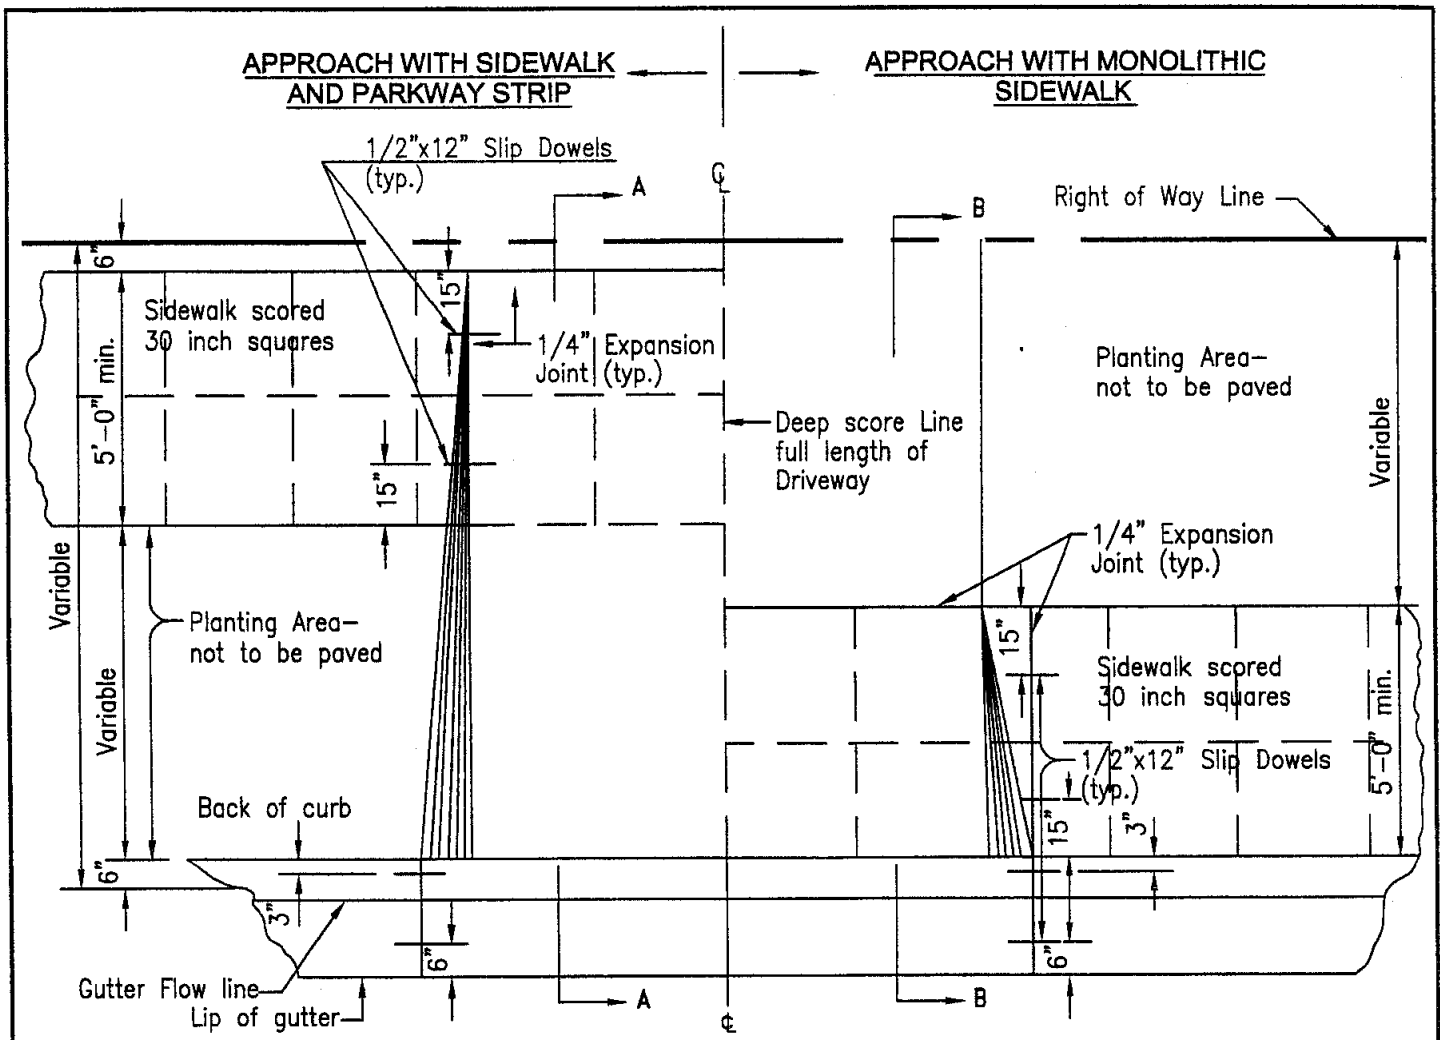 APPROACH WITH SIDEWALK
AND PARKWAY STRIP
APPROACH WITH MONOLITHIC
SIDEWALK
1/2"x12" Slip Dowels
(typ.)
A
℄
B
Right of Way Line
6"
15"
Sidewalk scored
30 inch squares
1/4" Expansion
Joint (typ.)
Planting Area-
not to be paved
5'-0" min.
Variable
Deep score Line
full length of
Driveway
15"
1/4" Expansion
Joint (typ.)
Variable
Planting Area-
not to be paved
15"
Sidewalk scored
30 inch squares
Variable
5'-0" min.
1/2"x12" Slip Dowels
(typ.)
Back of curb
15"
3"
6"
3"
6"
6"
Gutter Flow line
Lip of gutter
A
B
℄